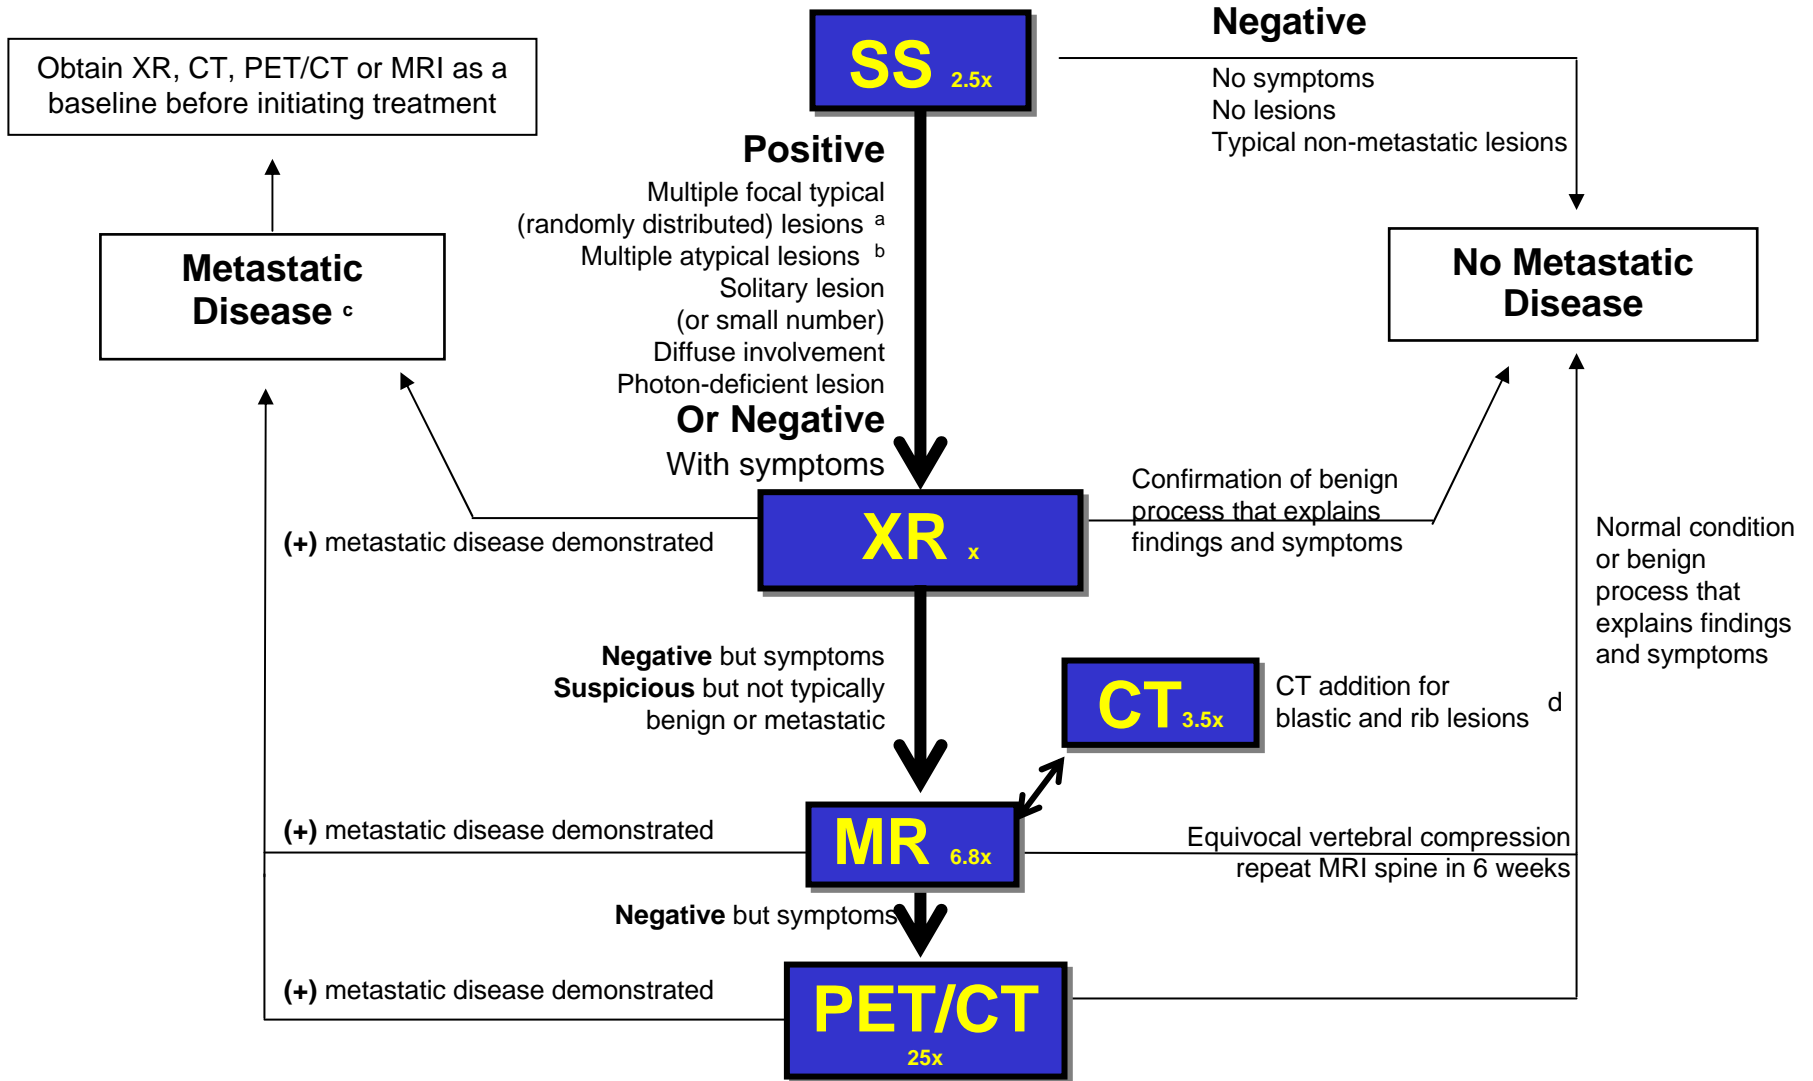 Negative
SS 2.5x
Obtain XR, CT, PET/CT or MRI as a
baseline before initiating treatment
No symptoms
No lesions
Typical non-metastatic lesions
Positive
Multiple focal typical
(randomly distributed) lesions a
Multiple atypical lesions b
Solitary lesion
(or small number)
Diffuse involvement
Photon-deficient lesion
Or Negative
With symptoms
Metastatic
Disease c
No Metastatic
Disease
XR x
(+) metastatic disease demonstrated
Confirmation of benign
process that explains
findings and symptoms
Normal condition
or benign
process that
explains findings
and symptoms
Negative but symptoms
Suspicious but not typically
benign or metastatic
CT 3.5x
CT addition for
blastic and rib lesions d
(+) metastatic disease demonstrated
MR 6.8x
Equivocal vertebral compression
repeat MRI spine in 6 weeks
Negative but symptoms
(+) metastatic disease demonstrated
PET/CT
25x